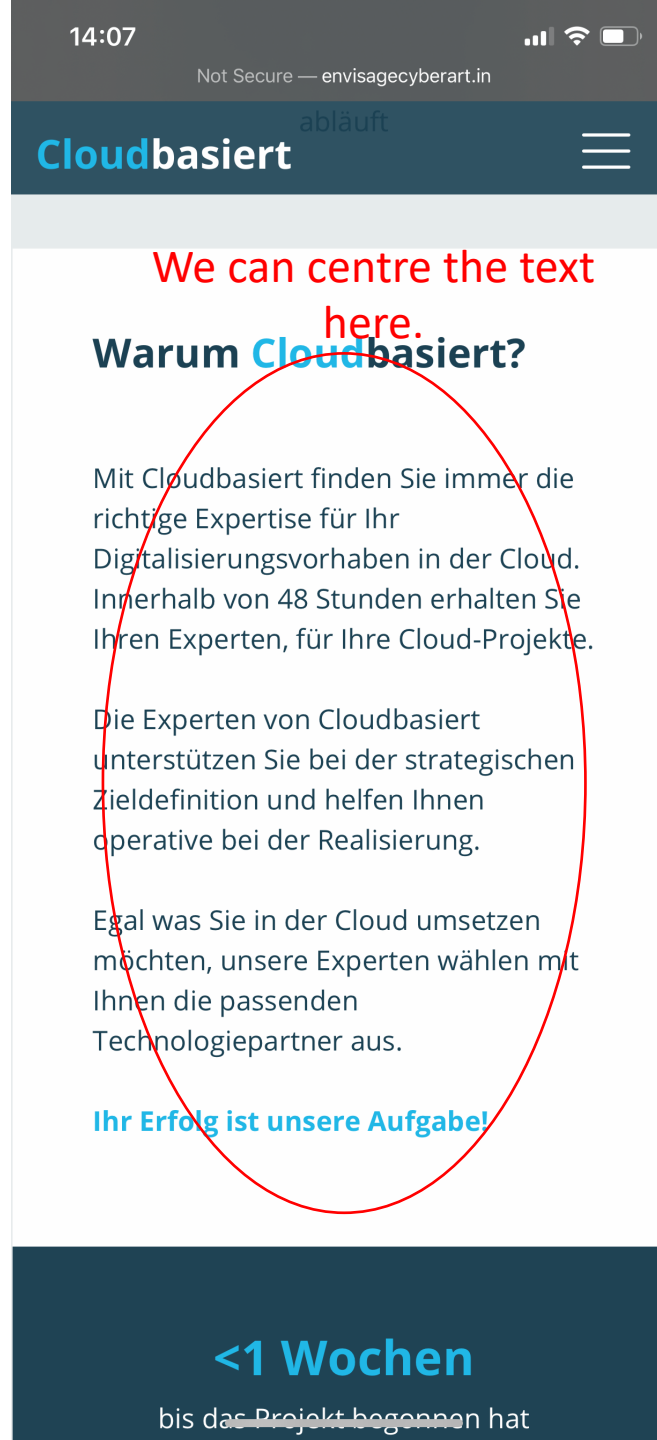 14:07
Not Secure — envisagecyberart.in
abläuft
Cloudbasiert
We can centre the text
here.
Warum Cloudbasiert?
Mit Cloudbasiert finden Sie immer die
richtige Expertise für Ihr
Digitalisierungsvorhaben in der Cloud.
Innerhalb von 48 Stunden erhalten Sie
Ihren Experten, für Ihre Cloud-Projekte.
Die Experten von Cloudbasiert
unterstützen Sie bei der strategischen
Zieldefinition und helfen Ihnen
operative bei der Realisierung.
Egal was Sie in der Cloud umsetzen
möchten, unsere Experten wählen mit
Ihnen die passenden
Technologiepartner aus.
Ihr Erfolg ist unsere Aufgabe!
<1 Wochen
bis das Projekt begonnen hat